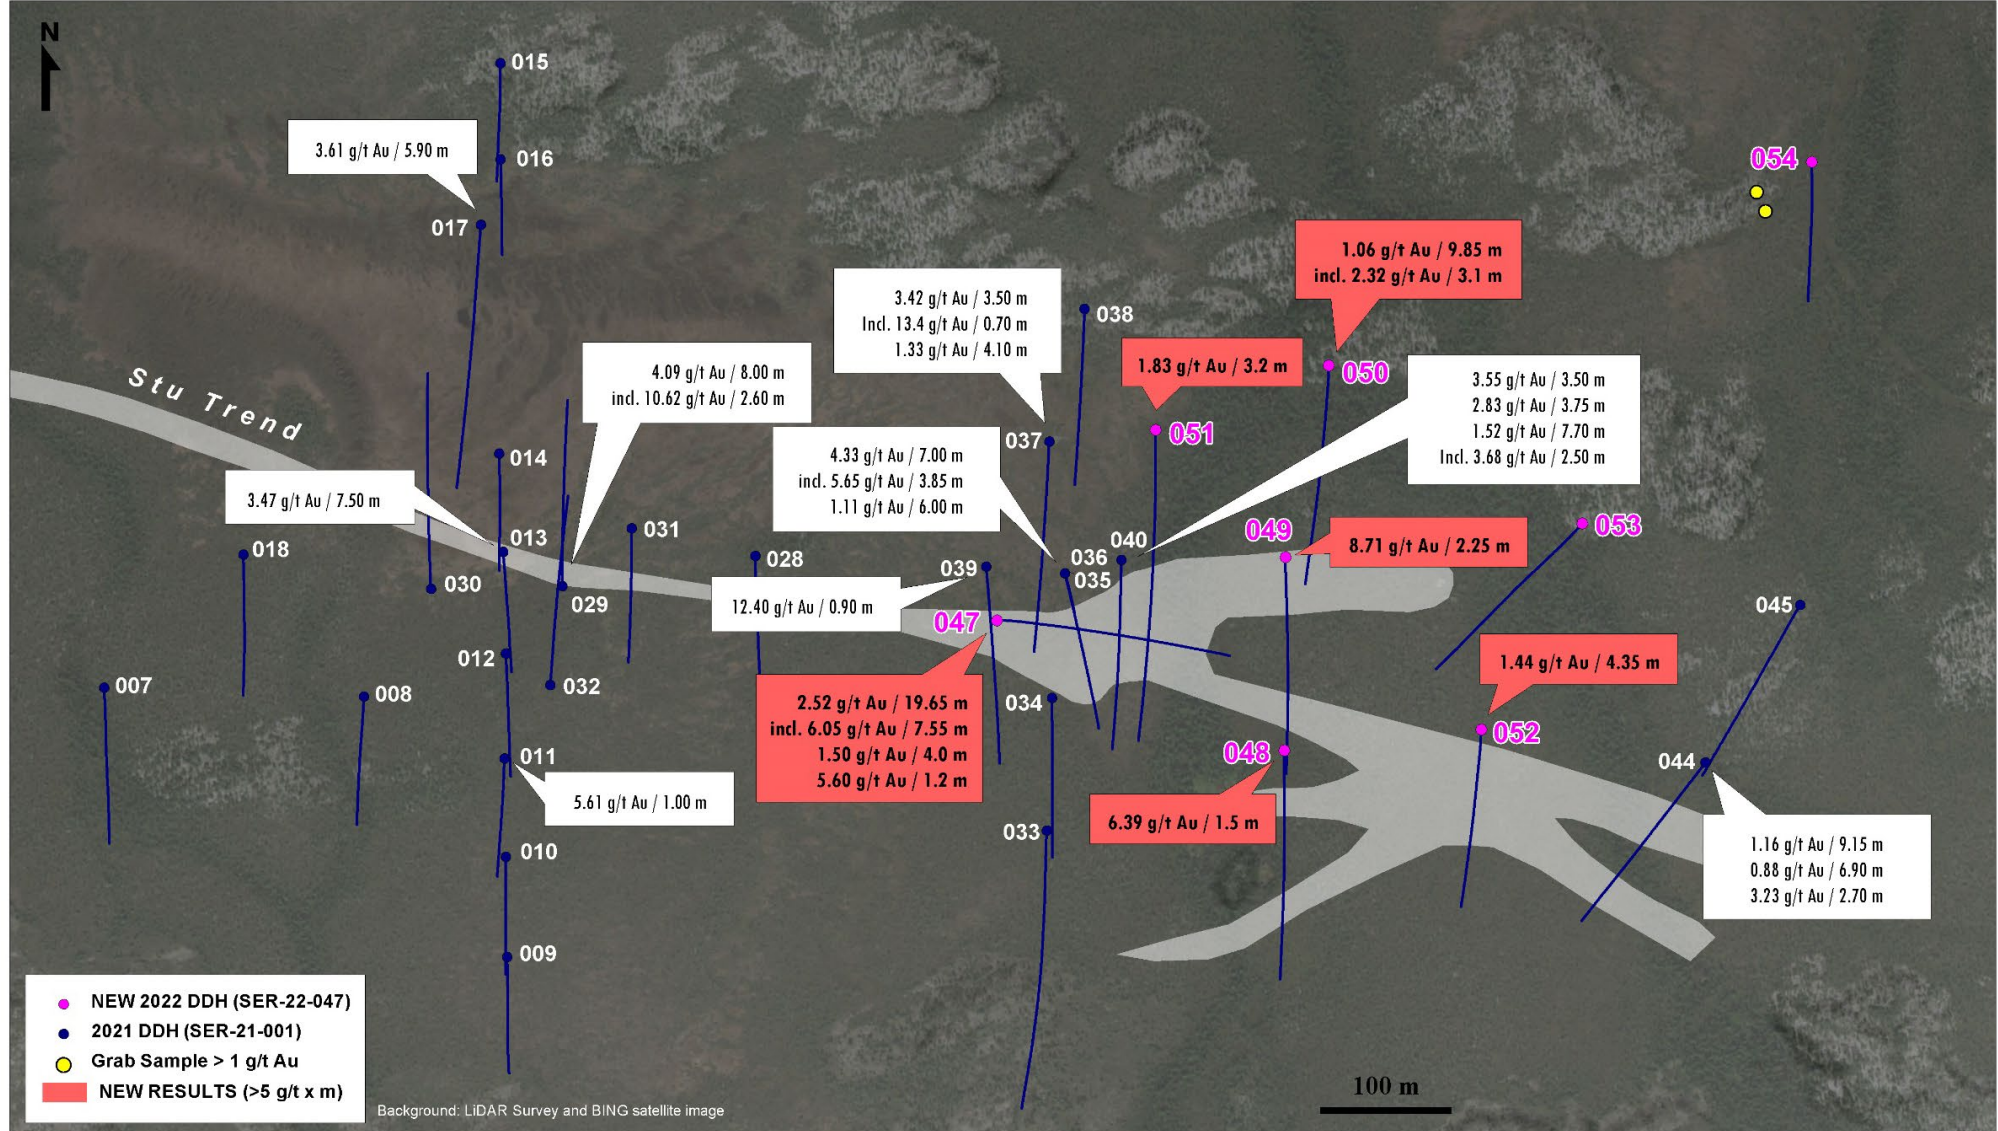 N
015
3.61 g/t Au / 5.90 m
016
054
017
1.06 g/t Au / 9.85 m
incl. 2.32 g/t Au / 3.1 m
3.42 g/t Au / 3.50 m
Incl. 13.4 g/t Au / 0.70 m
1.33 g/t Au / 4.10 m
038
1.83 g/t Au / 3.2 m
050
4.09 g/t Au / 8.00 m
incl. 10.62 g/t Au / 2.60 m
3.55 g/t Au / 3.50 m
2.83 g/t Au / 3.75 m
1.52 g/t Au / 7.70 m
Incl. 3.68 g/t Au / 2.50 m
Stu Trend
037
051
014
4.33 g/t Au / 7.00 m
incl. 5.65 g/t Au / 3.85 m
1.11 g/t Au / 6.00 m
3.47 g/t Au / 7.50 m
013
031
049
053
8.71 g/t Au / 2.25 m
018
028
040
036
035
039
030
029
12.40 g/t Au / 0.90 m
045
047
012
1.44 g/t Au / 4.35 m
007
008
032
034
2.52 g/t Au / 19.65 m
incl. 6.05 g/t Au / 7.55 m
1.50 g/t Au / 4.0 m
5.60 g/t Au / 1.2 m
052
048
044
011
5.61 g/t Au / 1.00 m
6.39 g/t Au / 1.5 m
033
010
1.16 g/t Au / 9.15 m
0.88 g/t Au / 6.90 m
3.23 g/t Au / 2.70 m
009
NEW 2022 DDH (SER-22-047)
2021 DDH (SER-21-001)
Grab Sample > 1 g/t Au
NEW RESULTS (>5 g/t x m)
Background: LiDAR Survey and BING satellite image
100 m